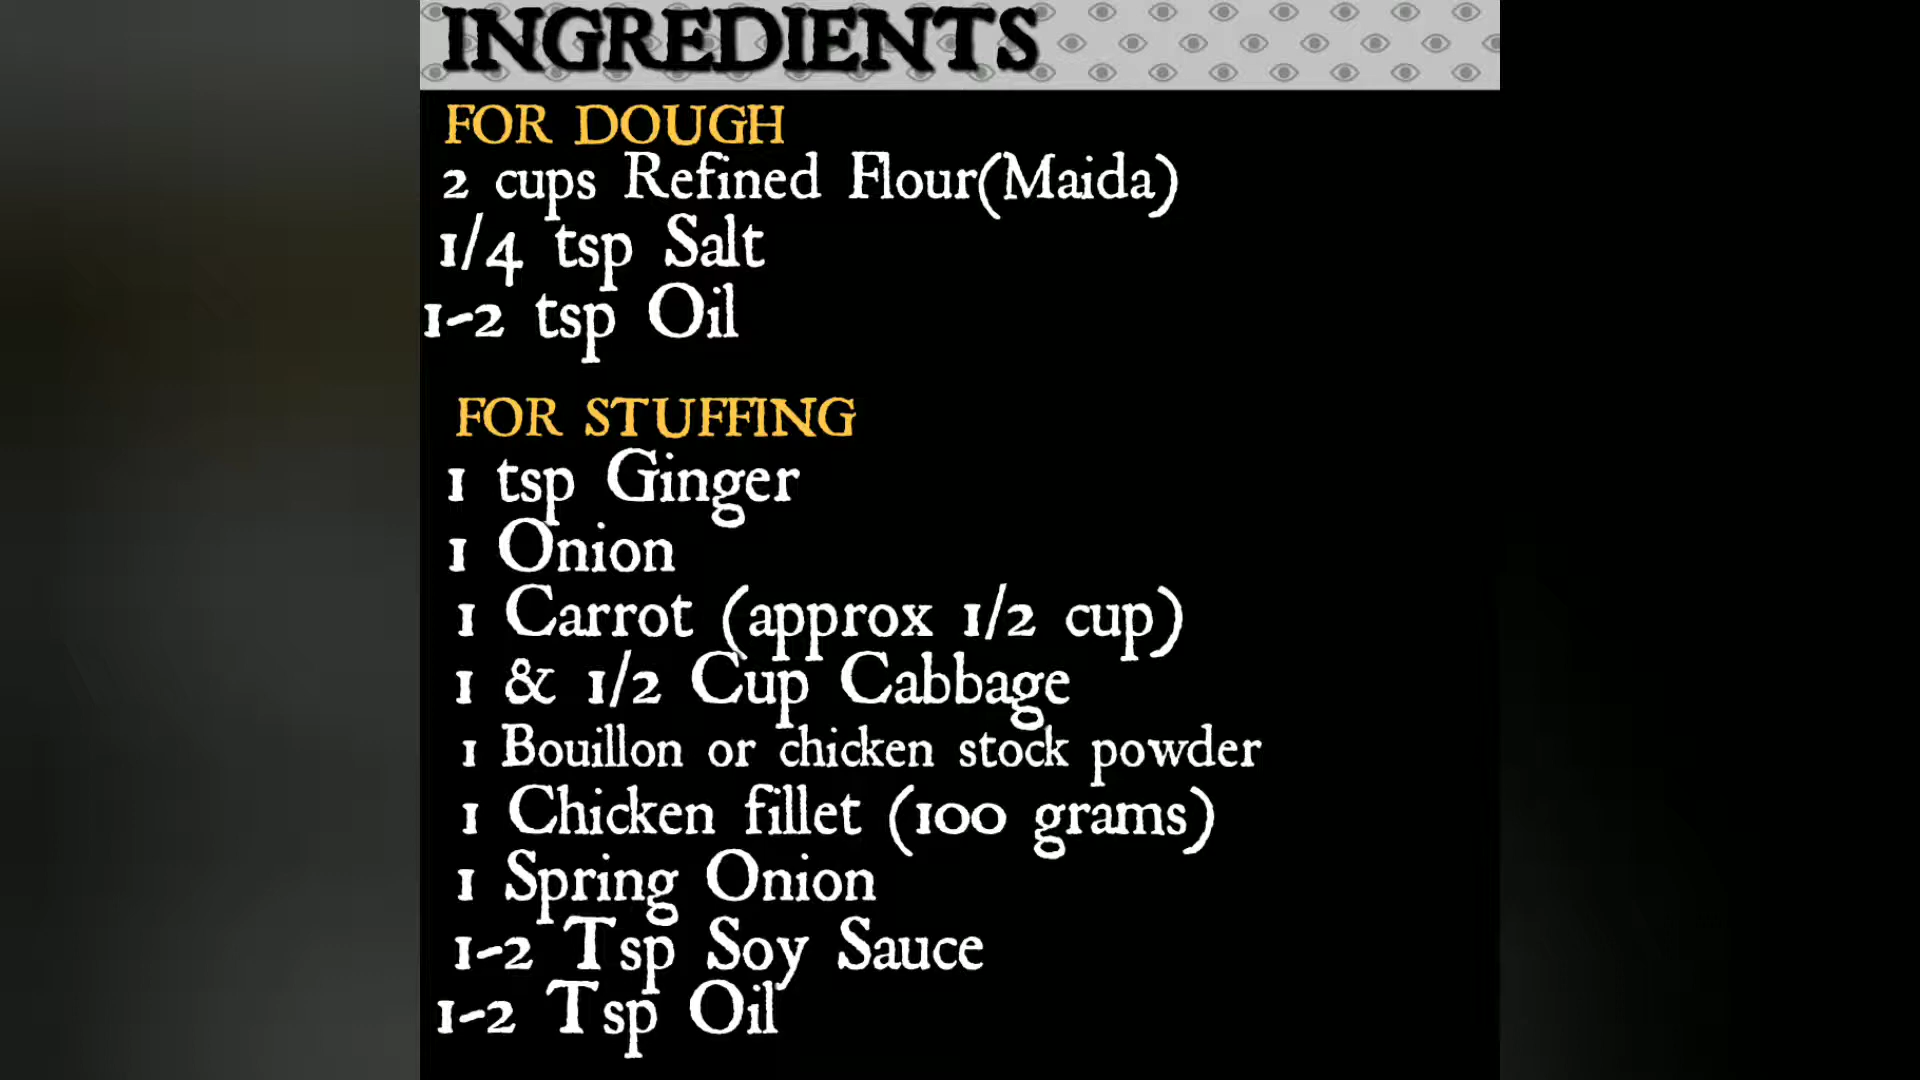 INGREDIENTS
FOR DOUGH
2 cups Refined Flour(Maida)
1/4 tsp Salt
1-2 tsp Oil
FOR STUFFING
1 tsp Ginger
1 Onion
1 Carrot (approx 1/2 cup)
1 & 1/2 Cup Cabbage
1 Bouillon or chicken stock powder
1 Chicken fillet (100 grams)
1 Spring Onion
1-2 Tsp Soy Sauce
1-2 Tsp Oil